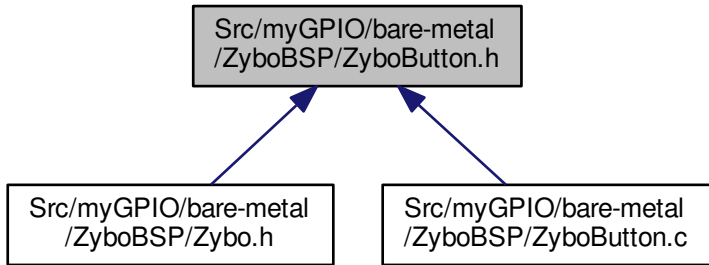 Src/myGPIO/bare-metal
/ZyboBSP/ZyboButton.h
Src/myGPIO/bare-metal
/ZyboBSP/Zybo.h
Src/myGPIO/bare-metal
/ZyboBSP/ZyboButton.c